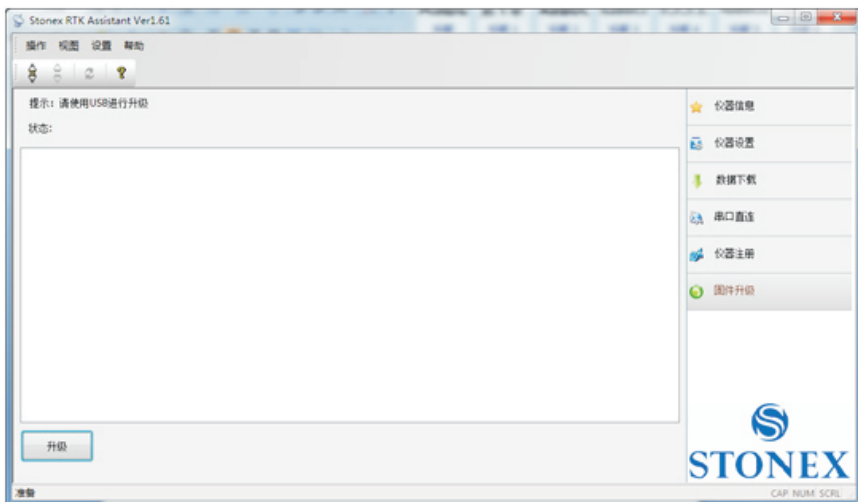 Stonex RTK Assistant Ver1.61
操作 视图 设置 帮助
提示: 请使用USB进行升级
状态:
仪器信息
仪器设置
数据下载
串口直连
仪器注册
固件升级
升级
STONEX
准备
CAP NUM SCRL